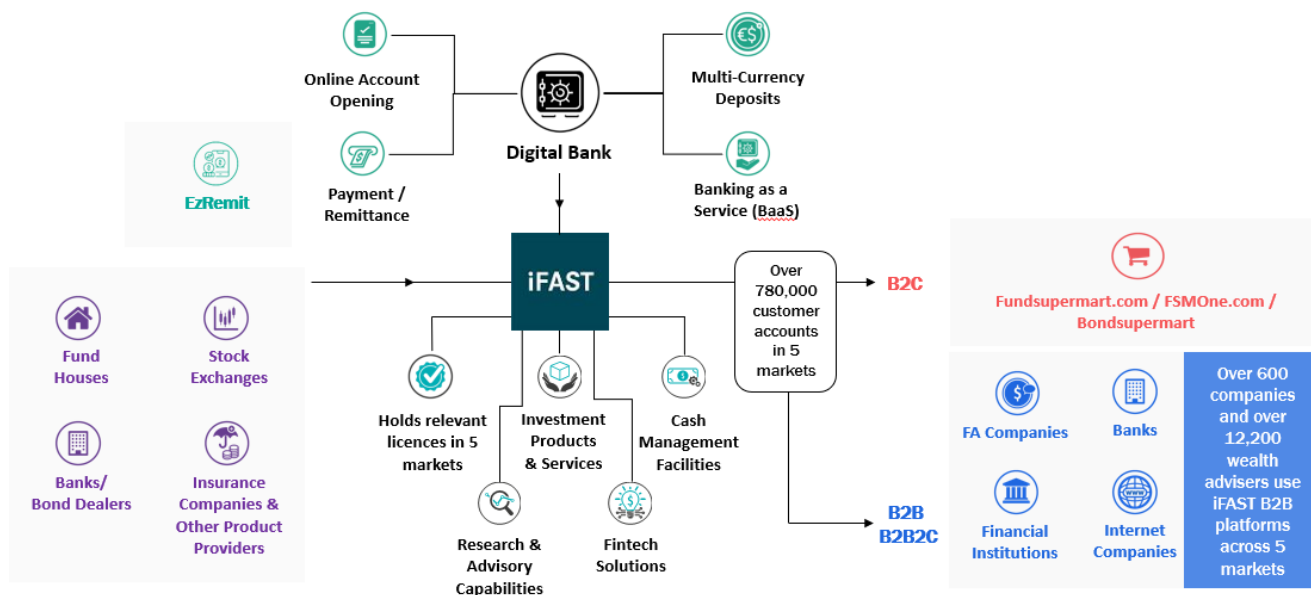 Online Account
Opening
Multi-Currency
Deposits
Digital Bank
EzRemit
Payment /
Remittance
Banking as a
Service (BaaS)
iFAST
Over
780,000
customer
accounts
in 5
markets
B2C
Fundsupermart.com / FSMOne.com /
Bondsupermart
Fund
Houses
Stock
Exchanges
Banks/
Bond Dealers
Insurance
Companies &
Other Product
Providers
Holds relevant
licences in 5
markets
Investment
Products
& Services
Cash
Management
Facilities
Research &
Advisory
Capabilities
Fintech
Solutions
B2B
B2B2C
FA Companies
Banks
Financial
Institutions
WWW
Internet
Companies
Over 600
companies
and over
12,200
wealth
advisers use
iFAST B2B
platforms
across 5
markets